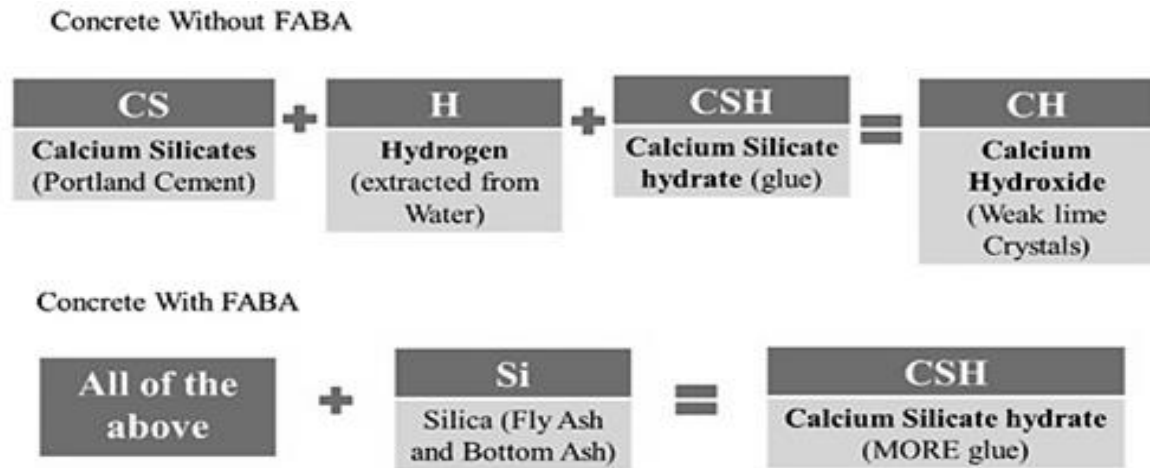 Concrete Without FABA
CS
+
H
+
CSH
=
CH
Calcium Silicates
(Portland Cement)
Hydrogen
(extracted from
Water)
Calcium Silicate
hydrate (glue)
Calcium
Hydroxide
(Weak lime
Crystals)
Concrete With FABA
All of the
above
+
Si
=
CSH
Silica (Fly Ash
and Bottom Ash)
Calcium Silicate hydrate
(MORE glue)